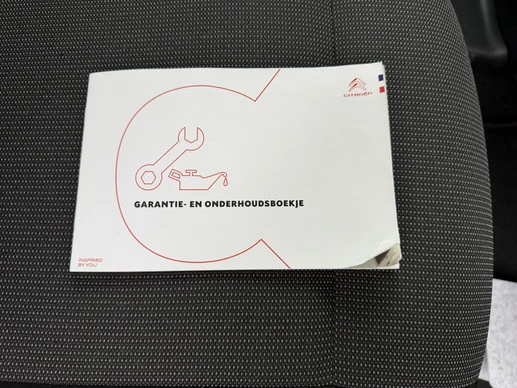 CITROËN
GARANTIE- EN ONDERHOUDSBOEKJE
INSPIRED
BY YOU